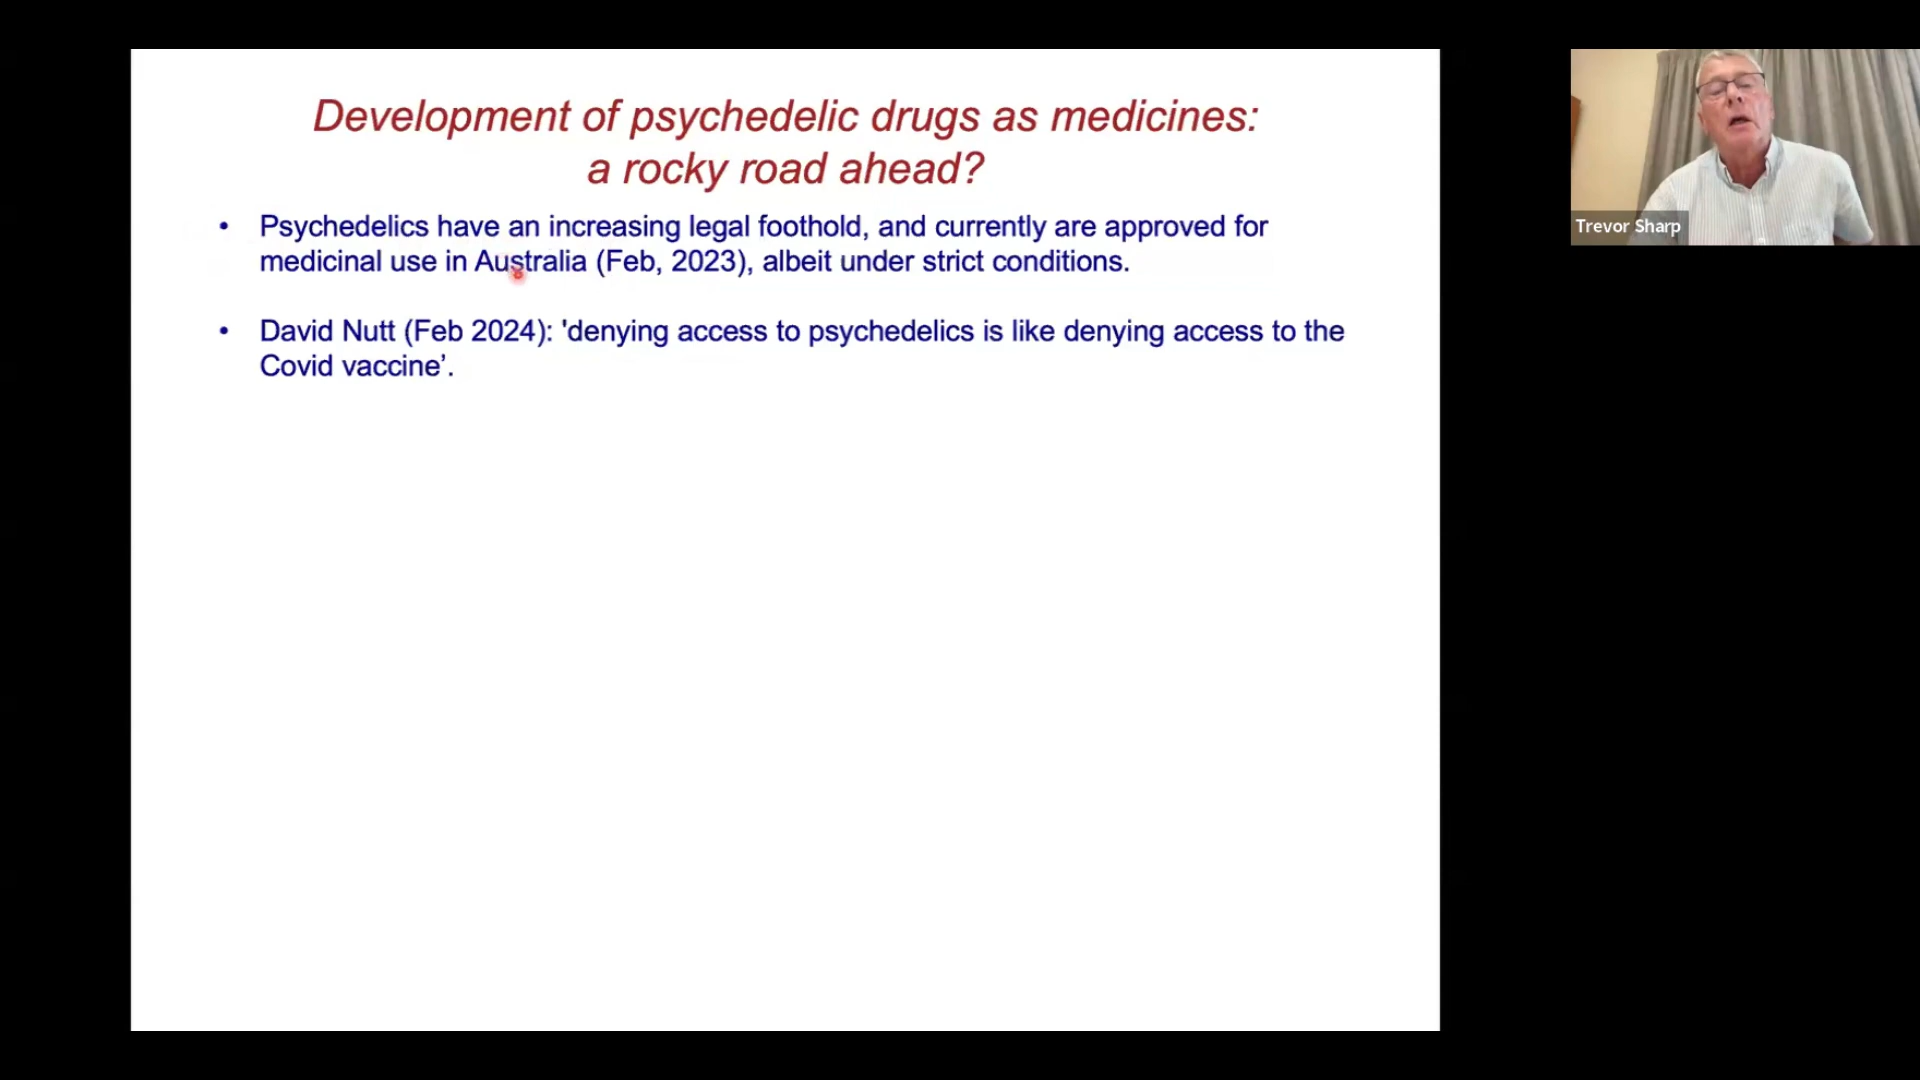 Development of psychedelic drugs as medicines:
a rocky road ahead?
• Psychedelics have an increasing legal foothold, and currently are approved for
medicinal use in Australia (Feb, 2023), albeit under strict conditions.
• David Nutt (Feb 2024): 'denying access to psychedelics is like denying access to the
Covid vaccine’.
Trevor Sharp